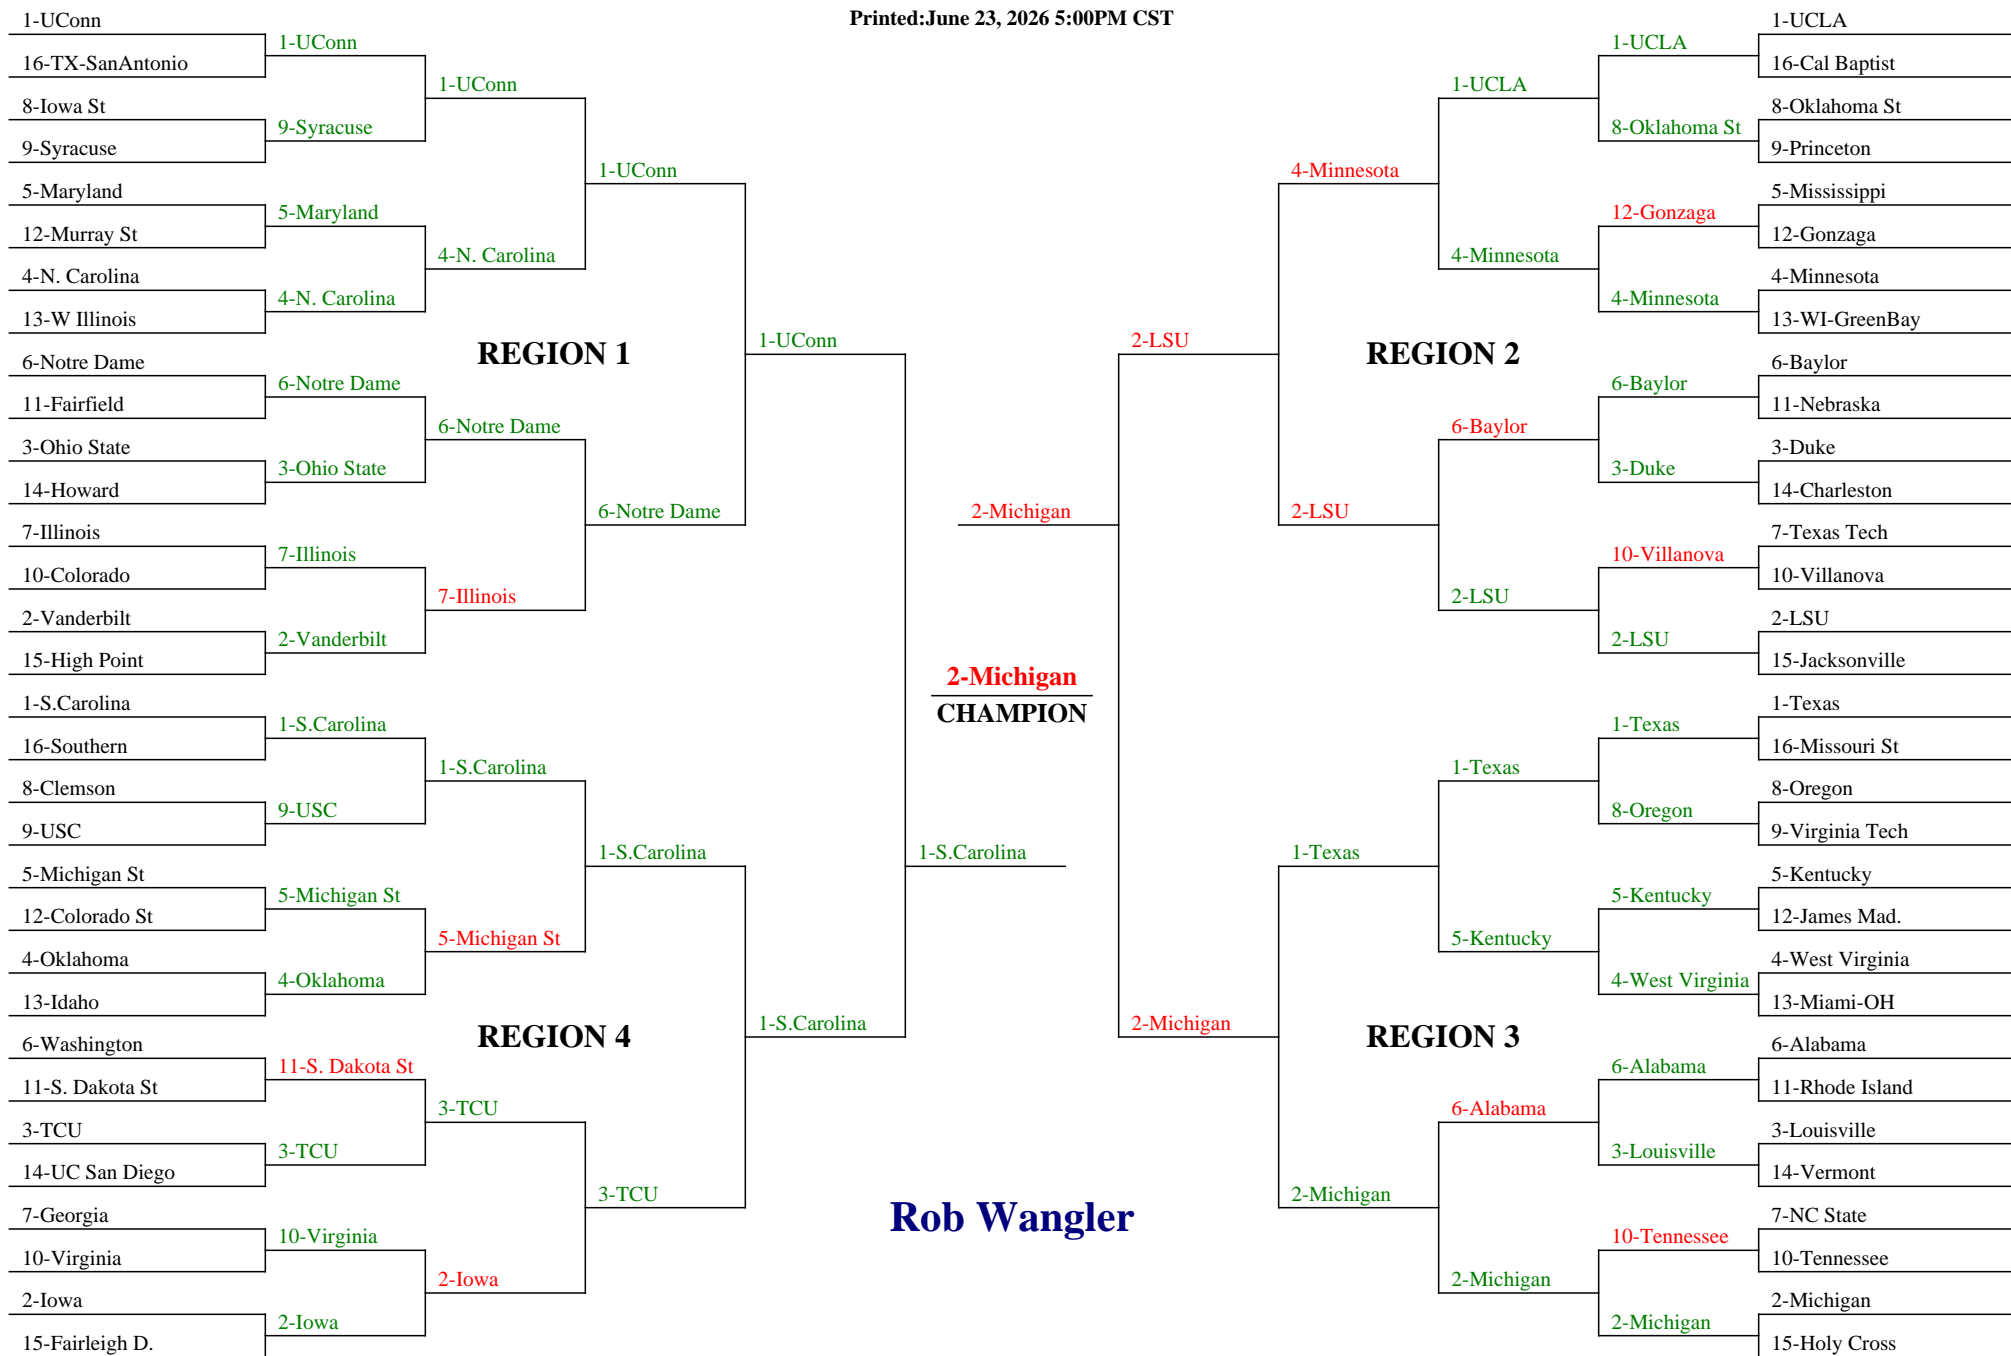 Printed:June 23, 2026 5:00PM CST
1-UConn
16-TX-SanAntonio
8-Iowa St
9-Syracuse
5-Maryland
12-Murray St
4-N. Carolina
13-W Illinois
6-Notre Dame
11-Fairfield
3-Ohio State
14-Howard
7-Illinois
10-Colorado
2-Vanderbilt
15-High Point
1-S.Carolina
16-Southern
8-Clemson
9-USC
5-Michigan St
12-Colorado St
4-Oklahoma
13-Idaho
6-Washington
11-S. Dakota St
3-TCU
14-UC San Diego
7-Georgia
10-Virginia
2-Iowa
15-Fairleigh D.
1-UConn
9-Syracuse
5-Maryland
4-N. Carolina
6-Notre Dame
3-Ohio State
7-Illinois
2-Vanderbilt
1-S.Carolina
9-USC
5-Michigan St
4-Oklahoma
11-S. Dakota St
3-TCU
10-Virginia
2-Iowa
1-UConn
4-N. Carolina
6-Notre Dame
7-Illinois
1-S.Carolina
5-Michigan St
3-TCU
2-Iowa
REGION 1
REGION 4
1-UConn
6-Notre Dame
1-S.Carolina
3-TCU
1-UConn
1-S.Carolina
1-S.Carolina
2-Michigan
2-Michigan
CHAMPION
Rob Wangler
2-LSU
2-Michigan
4-Minnesota
2-LSU
1-Texas
2-Michigan
REGION 2
REGION 3
1-UCLA
4-Minnesota
6-Baylor
2-LSU
1-Texas
5-Kentucky
6-Alabama
2-Michigan
1-UCLA
8-Oklahoma St
12-Gonzaga
4-Minnesota
6-Baylor
3-Duke
10-Villanova
2-LSU
1-Texas
8-Oregon
5-Kentucky
4-West Virginia
6-Alabama
3-Louisville
10-Tennessee
2-Michigan
1-UCLA
16-Cal Baptist
8-Oklahoma St
9-Princeton
5-Mississippi
12-Gonzaga
4-Minnesota
13-WI-GreenBay
6-Baylor
11-Nebraska
3-Duke
14-Charleston
7-Texas Tech
10-Villanova
2-LSU
15-Jacksonville
1-Texas
16-Missouri St
8-Oregon
9-Virginia Tech
5-Kentucky
12-James Mad.
4-West Virginia
13-Miami-OH
6-Alabama
11-Rhode Island
3-Louisville
14-Vermont
7-NC State
10-Tennessee
2-Michigan
15-Holy Cross